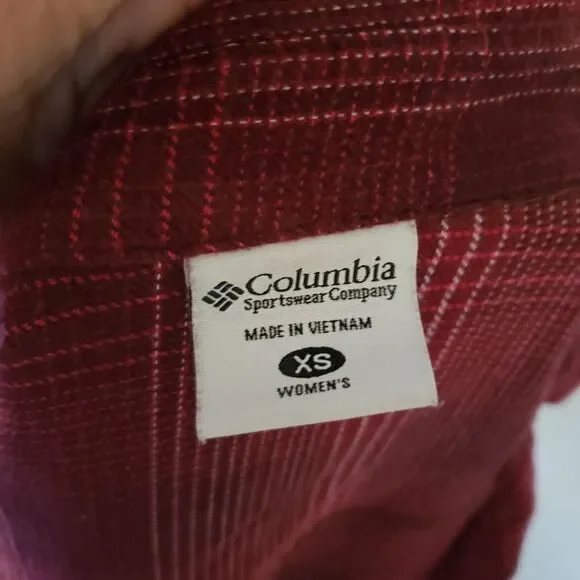 Columbia
Sportswear Company
MADE IN VIETNAM
XS
WOMEN'S